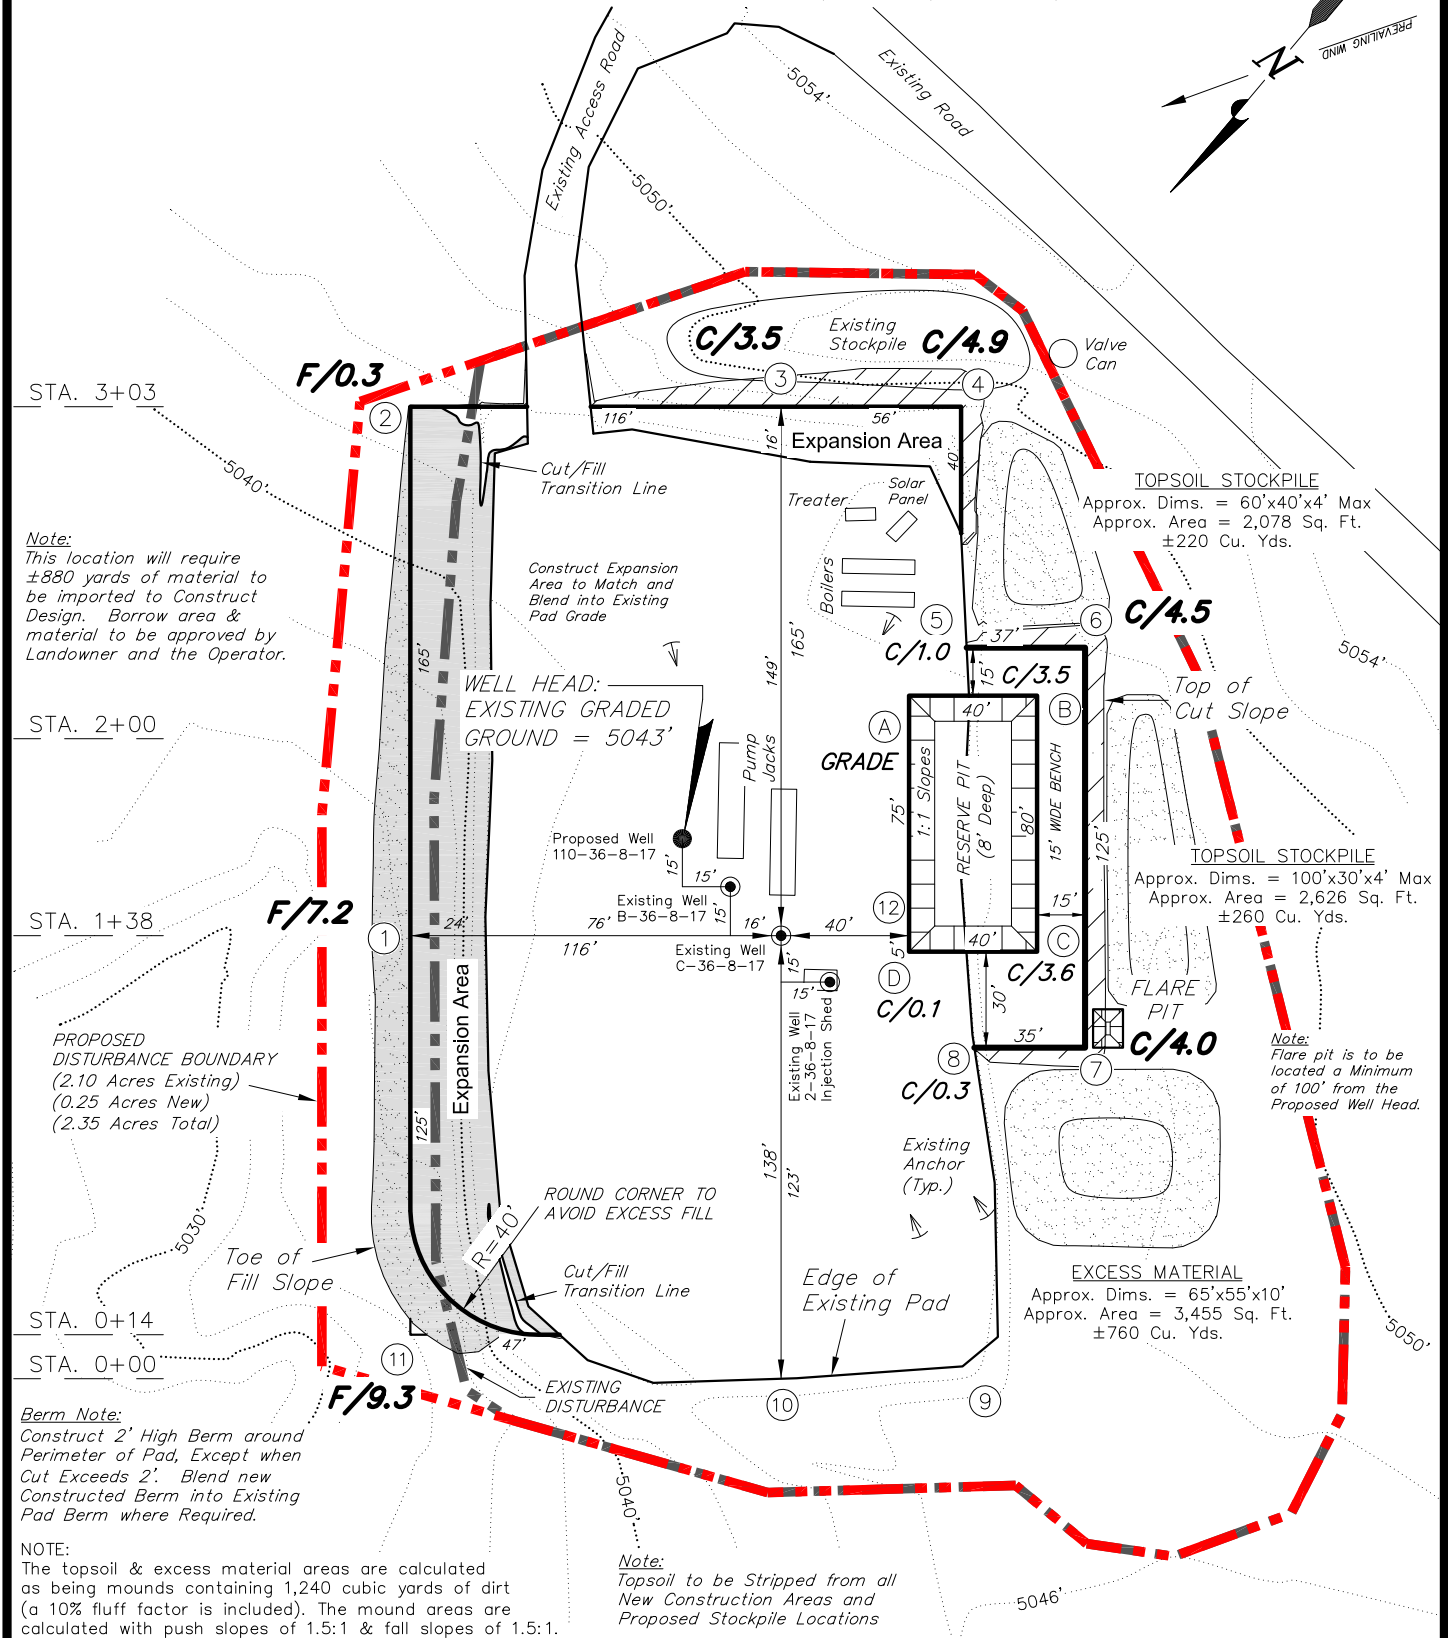 PREVAILING WIND
N
Existing Road
Existing Access Road
5054'
5050'
F/0.3
C/3.5
Existing
Stockpile
C/4.9
Valve
Can
STA. 3+03
2
3
4
116'
56'
16'
Expansion Area
40'
5040'
Cut/Fill
Transition Line
Treater
Solar
Panel
TOPSOIL STOCKPILE
Approx. Dims. = 60'x40'x4' Max
Approx. Area = 2,078 Sq. Ft.
±220 Cu. Yds.
Note:
This location will require
±880 yards of material to
be imported to Construct
Design. Borrow area &
material to be approved by
Landowner and the Operator.
Construct Expansion
Area to Match and
Blend into Existing
Pad Grade
Boilers
5
C/1.0
6
C/4.5
37'
15'
C/3.5
5054'
165'
149'
165'
WELL HEAD:
EXISTING GRADED
GROUND = 5043'
Top of
Cut Slope
STA. 2+00
A
GRADE
B
40'
Pump
Jacks
75'
1:1 Slopes
RESERVE PIT
(8' Deep)
80'
15' WIDE BENCH
125'
Proposed Well
110-36-8-17
15'
15'
15'
Existing Well
B-36-8-17
TOPSOIL STOCKPILE
Approx. Dims. = 100'x30'x4' Max
Approx. Area = 2,626 Sq. Ft.
±260 Cu. Yds.
STA. 1+38
F/7.2
1
24'
76'
16'
116'
40'
12
15'
Existing Well
C-36-8-17
5'
40'
C
D
C/3.6
C/0.1
15'
15'
Existing Well
2-36-8-17
Injection Shed
30'
35'
FLARE
PIT
C/4.0
8
C/0.3
7
Note:
Flare pit is to be
located a Minimum
of 100' from the
Proposed Well Head.
PROPOSED
DISTURBANCE BOUNDARY
(2.10 Acres Existing)
(0.25 Acres New)
(2.35 Acres Total)
Expansion Area
125'
138'
123'
Existing
Anchor
(Typ.)
ROUND CORNER TO
AVOID EXCESS FILL
R=40'
5030'
Toe of
Fill Slope
Cut/Fill
Transition Line
Edge of
Existing Pad
EXCESS MATERIAL
Approx. Dims. = 65'x55'x10'
Approx. Area = 3,455 Sq. Ft.
±760 Cu. Yds.
5050'
STA. 0+14
STA. 0+00
47'
11
F/9.3
EXISTING
DISTURBANCE
10
9
Berm Note:
Construct 2' High Berm around
Perimeter of Pad, Except when
Cut Exceeds 2'. Blend new
Constructed Berm into Existing
Pad Berm where Required.
5040'
5046'
NOTE:
The topsoil & excess material areas are calculated
as being mounds containing 1,240 cubic yards of dirt
(a 10% fluff factor is included). The mound areas are
calculated with push slopes of 1.5:1 & fall slopes of 1.5:1.
Note:
Topsoil to be Stripped from all
New Construction Areas and
Proposed Stockpile Locations